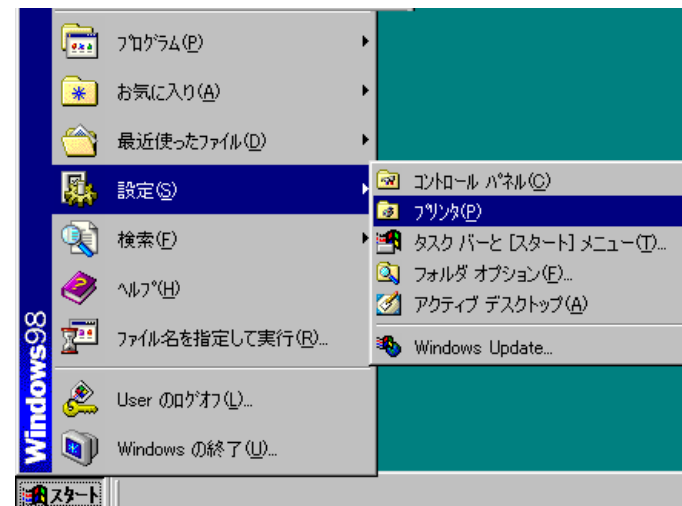 プログラム(P)
お気に入り(A)
最近使ったファイル(D)
設定(S)
検索(F)
ヘルプ(H)
ファイル名を指定して実行(R)...
User のログオフ(L)...
Windows の終了(U)...
コントロール パネル(C)
プリンタ(P)
タスク バーと [スタート] メニュー(T)...
フォルダ オプション(F)...
アクティブ デスクトップ(A)
Windows Update...
Windows98
スタート